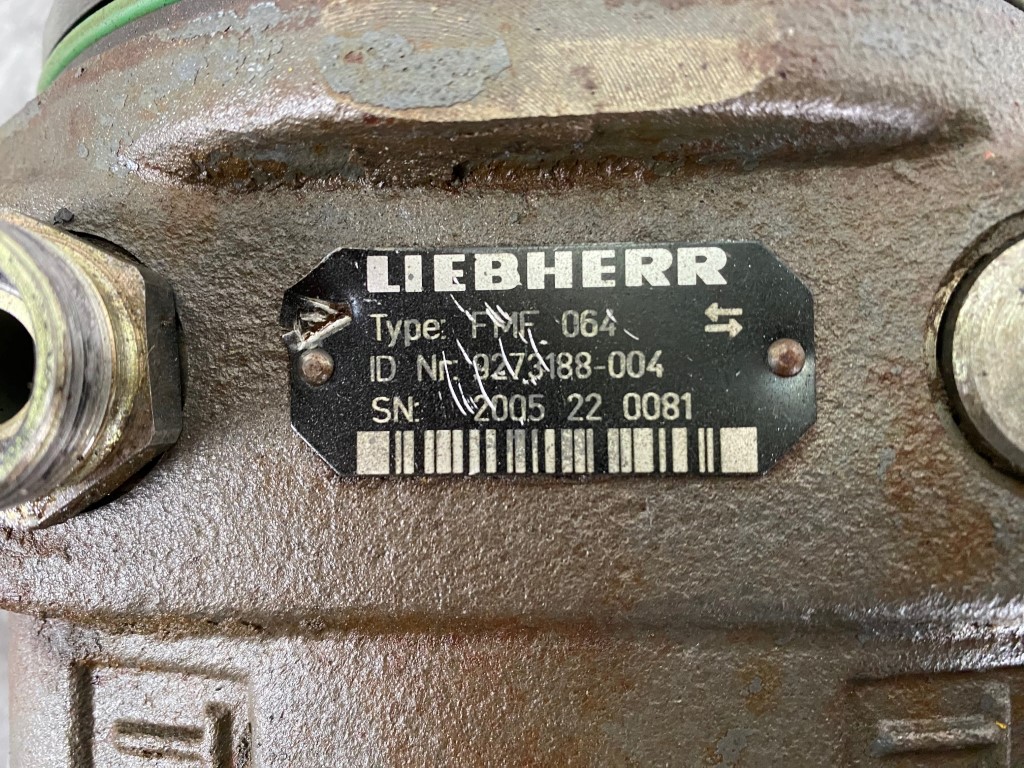 LIEBHERR
Type: FMF 064
ID Nr 9273188-004
SN: 2005 22 0081